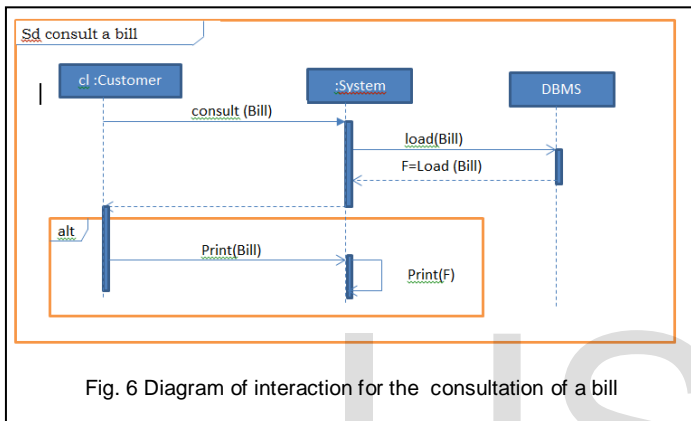 Sd consult a bill
cl :Customer
:System
DBMS
consult (Bill)
load(Bill)
F=Load (Bill)
alt
Print(Bill)
Print(F)
Fig. 6 Diagram of interaction for the consultation of a bill